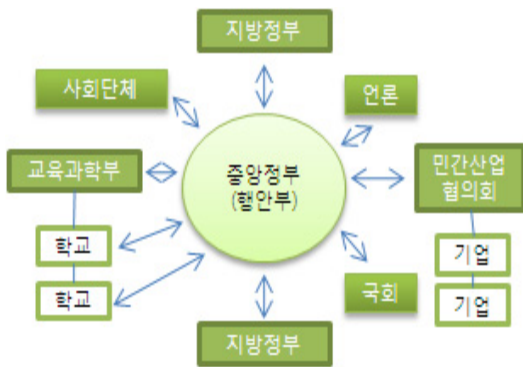 지방정부
사회단체
언론
교육과학부
중앙정부
(행안부)
민간산업
협의회
학교
기업
학교
국회
기업
지방정부